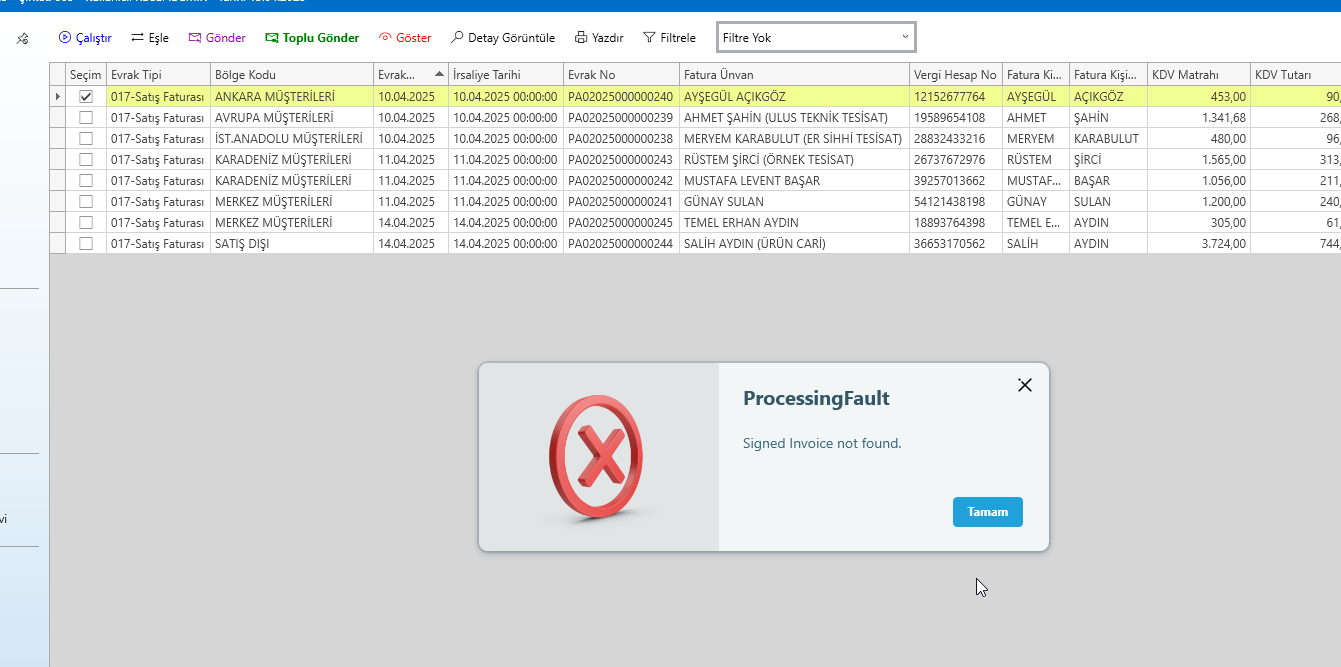 Çalıştır Eşle Gönder Toplu Gönder Göster Detay Görüntüle Yazdır Filtrele Filtre Yok
Seçim Evrak Tipi Bölge Kodu Evrak... İrsaliye Tarihi Evrak No Fatura Ünvan Vergi Hesap No Fatura Ki... Fatura Kişi... KDV Matrahı KDV Tutarı
017-Satış Faturası ANKARA MÜŞTERİLERİ 10.04.2025 10.04.2025 00:00:00 PA02025000000240 AYŞEGÜL AÇIKGÖZ 12152677764 AYŞEGÜL AÇIKGÖZ 453,00 90,
017-Satış Faturası AVRUPA MÜŞTERİLERİ 10.04.2025 10.04.2025 00:00:00 PA02025000000239 AHMET ŞAHİN (ULUS TEKNİK TESİSAT) 19589654108 AHMET ŞAHİN 1.341,68 268,
017-Satış Faturası İST.ANADOLU MÜŞTERİLERİ 10.04.2025 10.04.2025 00:00:00 PA02025000000238 MERYEM KARABULUT (ER SİHHİ TESİSAT) 28832433216 MERYEM KARABULUT 480,00 96,
017-Satış Faturası KARADENİZ MÜŞTERİLERİ 11.04.2025 11.04.2025 00:00:00 PA02025000000243 RÜSTEM ŞİRCİ (ÖRNEK TESİSAT) 26737672976 RÜSTEM ŞİRCİ 1.565,00 313,
017-Satış Faturası KARADENİZ MÜŞTERİLERİ 11.04.2025 11.04.2025 00:00:00 PA02025000000242 MUSTAFA LEVENT BAŞAR 39257013662 MUSTAF... BAŞAR 1.056,00 211,
017-Satış Faturası MERKEZ MÜŞTERİLERİ 11.04.2025 11.04.2025 00:00:00 PA02025000000241 GÜNAY SULAN 54121438198 GÜNAY SULAN 1.200,00 240,
017-Satış Faturası MERKEZ MÜŞTERİLERİ 14.04.2025 14.04.2025 00:00:00 PA02025000000245 TEMEL ERHAN AYDIN 18893764398 TEMEL E... AYDIN 305,00 61,
017-Satış Faturası SATIŞ DIŞI 14.04.2025 14.04.2025 00:00:00 PA02025000000244 SALİH AYDIN (ÜRÜN CARİ) 36653170562 SALİH AYDIN 3.724,00 744,
ProcessingFault
Signed Invoice not found.
Tamam
vi